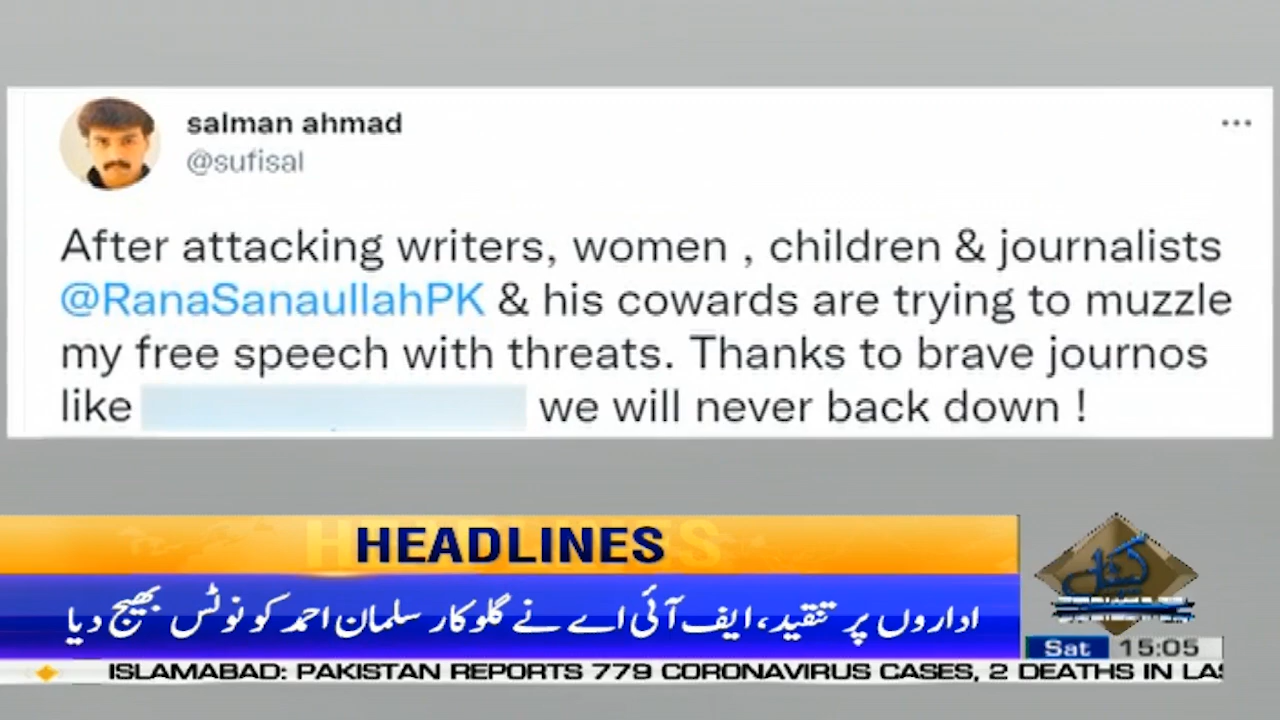 salman ahmad
@sufisal
After attacking writers, women , children & journalists
@RanaSanaullahPK & his cowards are trying to muzzle
my free speech with threats. Thanks to brave journos
like we will never back down !
HEADLINES
اداروں پر تنقید، ایف آئی اے نے گلوکار سلمان احمد کو نوٹس بھیج دیا
کیپیٹل
Sat 15:05
ISLAMABAD: PAKISTAN REPORTS 779 CORONAVIRUS CASES, 2 DEATHS IN